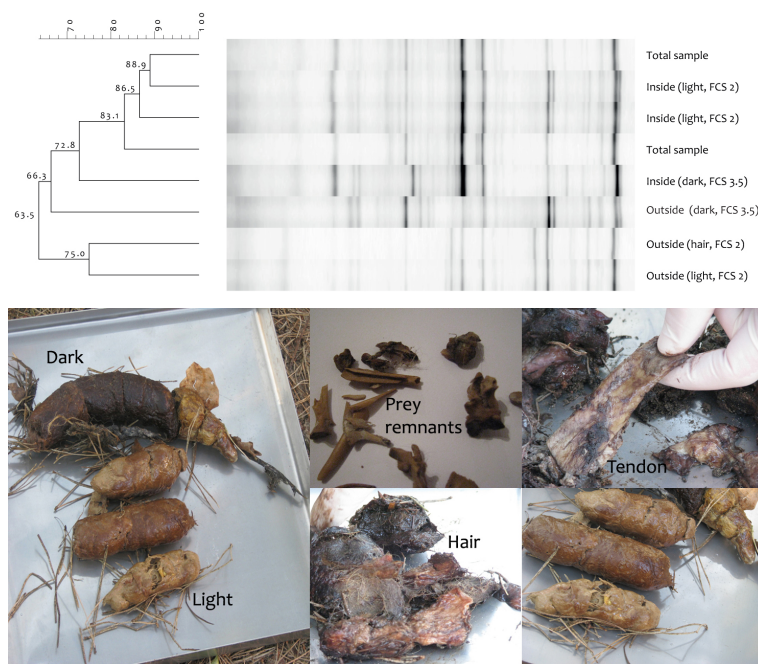 70 80 90 100
88.9
86.5
83.1
72.8
66.3
63.5
75.0
Total sample
Inside (light, FCS 2)
Inside (light, FCS 2)
Total sample
Inside (dark, FCS 3.5)
Outside (dark, FCS 3.5)
Outside (hair, FCS 2)
Outside (light, FCS 2)
Dark
Light
Prey
remnants
Hair
Tendon